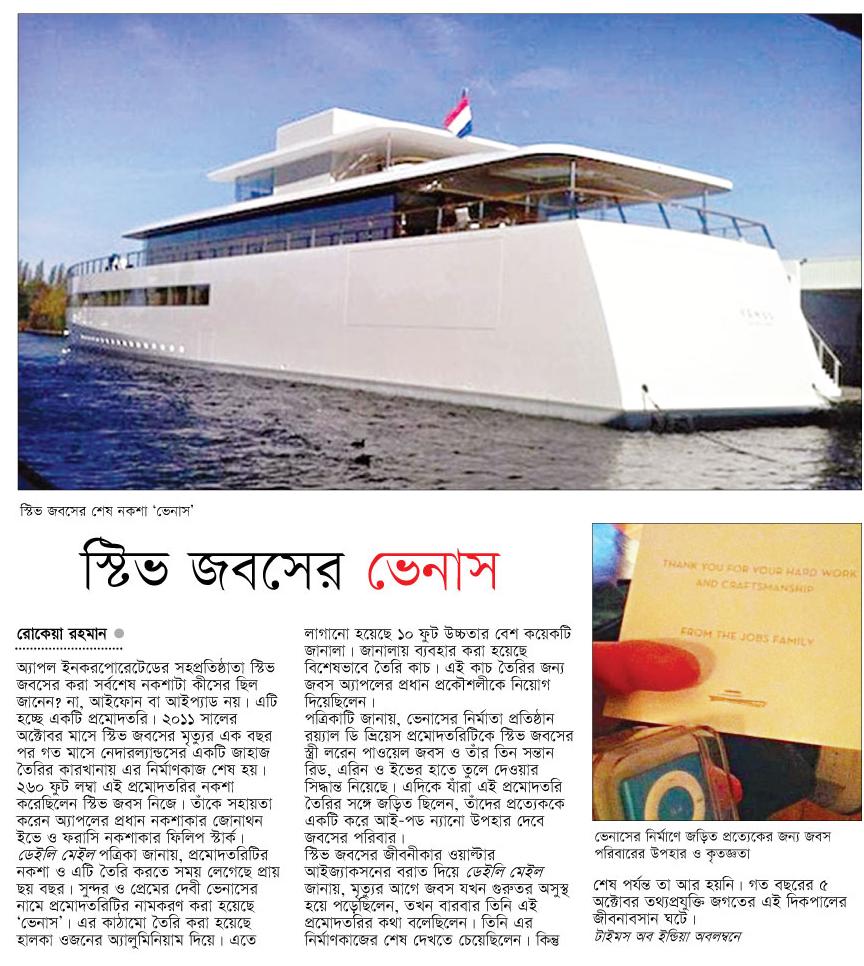 VENUS
স্টিভ জবসের শেষ নকশা ‘ভেনাস’
স্টিভ জবসের ভেনাস
রোকেয়া রহমান
অ্যাপল ইনকরপোরেটেডের সহপ্রতিষ্ঠাতা স্টিভ
জবসের করা সর্বশেষ নকশাটা কীসের ছিল
জানেন? না, আইফোন বা আইপ্যাড নয়। এটি
হচ্ছে একটি প্রমোদতরি। ২০১১ সালের
অক্টোবর মাসে স্টিভ জবসের মৃত্যুর এক বছর
পর গত মাসে নেদারল্যান্ডসের একটি জাহাজ
তৈরির কারখানায় এর নির্মাণকাজ শেষ হয়।
২৬০ ফুট লম্বা এই প্রমোদতরির নকশা
করেছিলেন স্টিভ জবস নিজে। তাঁকে সহায়তা
করেন অ্যাপলের প্রধান নকশাকার জোনাথন
ইভে ও ফরাসি নকশাকার ফিলিপ স্টার্ক।
ডেইলি মেইল পত্রিকা জানায়, প্রমোদতরিটির
নকশা ও এটি তৈরি করতে সময় লেগেছে প্রায়
ছয় বছর। সুন্দর ও প্রেমের দেবী ভেনাসের
নামে প্রমোদতরিটির নামকরণ করা হয়েছে
‘ভেনাস’। এর কাঠামো তৈরি করা হয়েছে
হালকা ওজনের অ্যালুমিনিয়াম দিয়ে। এতে
লাগানো হয়েছে ১০ ফুট উচ্চতার বেশ কয়েকটি
জানালা। জানালায় ব্যবহার করা হয়েছে
বিশেষভাবে তৈরি কাচ। এই কাচ তৈরির জন্য
জবস অ্যাপলের প্রধান প্রকৌশলীকে নিয়োগ
দিয়েছিলেন।
পত্রিকাটি জানায়, ভেনাসের নির্মাতা প্রতিষ্ঠান
রয়্যাল ডি ভ্রিয়েস প্রমোদতরিটিকে স্টিভ জবসের
স্ত্রী লরেন পাওয়েল জবস ও তাঁর তিন সন্তান
রিড, এরিন ও ইভের হাতে তুলে দেওয়ার
সিদ্ধান্ত নিয়েছে। এদিকে যাঁরা এই প্রমোদতরি
তৈরির সঙ্গে জড়িত ছিলেন, তাঁদের প্রত্যেককে
একটি করে আই-পড ন্যানো উপহার দেবে
জবসের পরিবার।
স্টিভ জবসের জীবনীকার ওয়াল্টার
আইজ্যাকসনের বরাত দিয়ে ডেইলি মেইল
জানায়, মৃত্যুর আগে জবস যখন গুরুতর অসুস্থ
হয়ে পড়েছিলেন, তখন বারবার তিনি এই
প্রমোদতরির কথা বলেছিলেন। তিনি এর
নির্মাণকাজের শেষ দেখতে চেয়েছিলেন। কিন্তু
THANK YOU FOR YOUR HARD WORK
AND CRAFTSMANSHIP
FROM THE JOBS FAMILY
ভেনাসের নির্মাণে জড়িত প্রত্যেকের জন্য জবস
পরিবারের উপহার ও কৃতজ্ঞতা
শেষ পর্যন্ত তা আর হয়নি। গত বছরের ৫
অক্টোবর তথ্যপ্রযুক্তি জগতের এই দিকপালের
জীবনাবসান ঘটে।
টাইমস অব ইন্ডিয়া অবলম্বনে